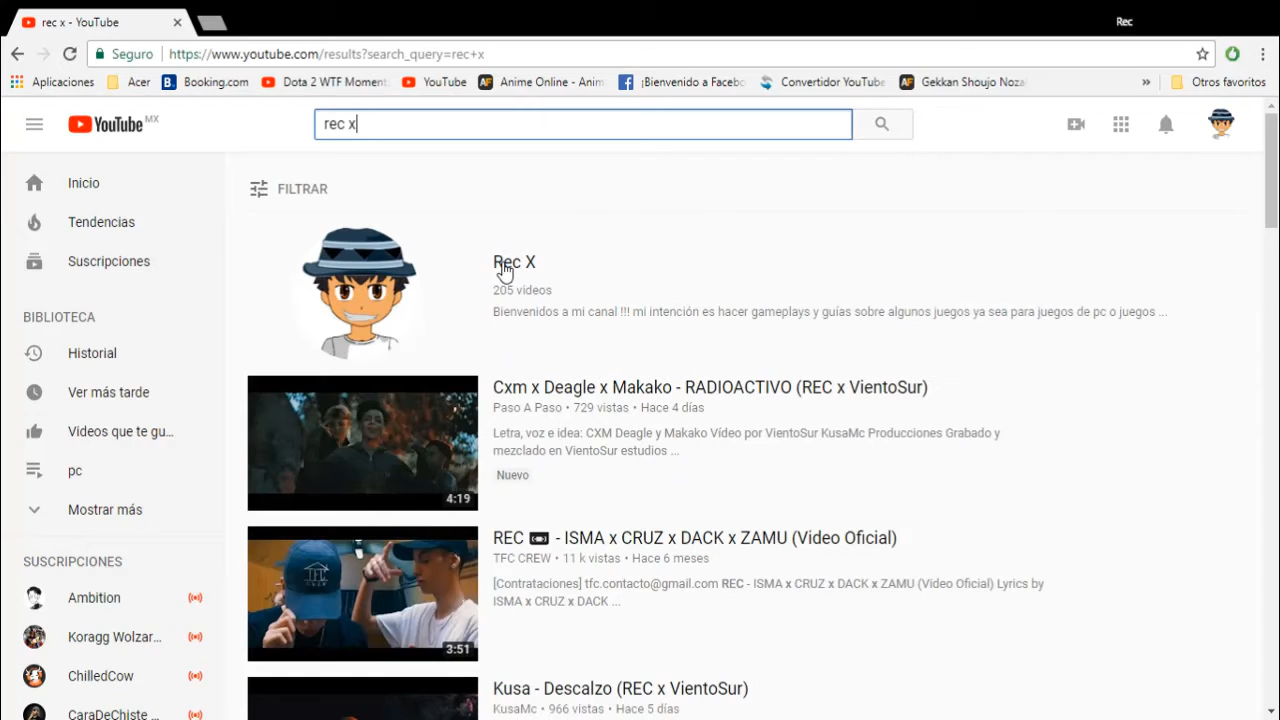 rec x - YouTube
Rec
Seguro
https://www.youtube.com/results?search_query=rec+x
Aplicaciones
Acer
Booking.com
Dota 2 WTF Moment
YouTube
Anime Online - Anim
¡Bienvenido a Facebo
Convertidor YouTube
Gekkan Shoujo Noza
Otros favoritos
YouTube MX
rec x
Inicio
Tendencias
Suscripciones
BIBLIOTECA
Historial
Ver más tarde
Videos que te gu...
pc
Mostrar más
SUSCRIPCIONES
Ambition
Koragg Wolzar...
ChilledCow
CaraDeChiste ...
FILTRAR
Rec X
205 videos
Bienvenidos a mi canal !!! mi intención es hacer gameplays y guías sobre algunos juegos ya sea para juegos de pc o juegos ...
4:19
Cxm x Deagle x Makako - RADIOACTIVO (REC x VientoSur)
Paso A Paso • 729 vistas • Hace 4 días
Letra, voz e idea: CXM Deagle y Makako Vídeo por VientoSur KusaMc Producciones Grabado y
mezclado en VientoSur estudios ...
Nuevo
TFC
3:51
REC - ISMA x CRUZ x DACK x ZAMU (Video Oficial)
TFC CREW • 11 k vistas • Hace 6 meses
[Contrataciones] tfc.contacto@gmail.com REC - ISMA x CRUZ x DACK x ZAMU (Video Oficial) Lyrics by
ISMA x CRUZ x DACK ...
Kusa - Descalzo (REC x VientoSur)
KusaMc • 966 vistas • Hace 5 días